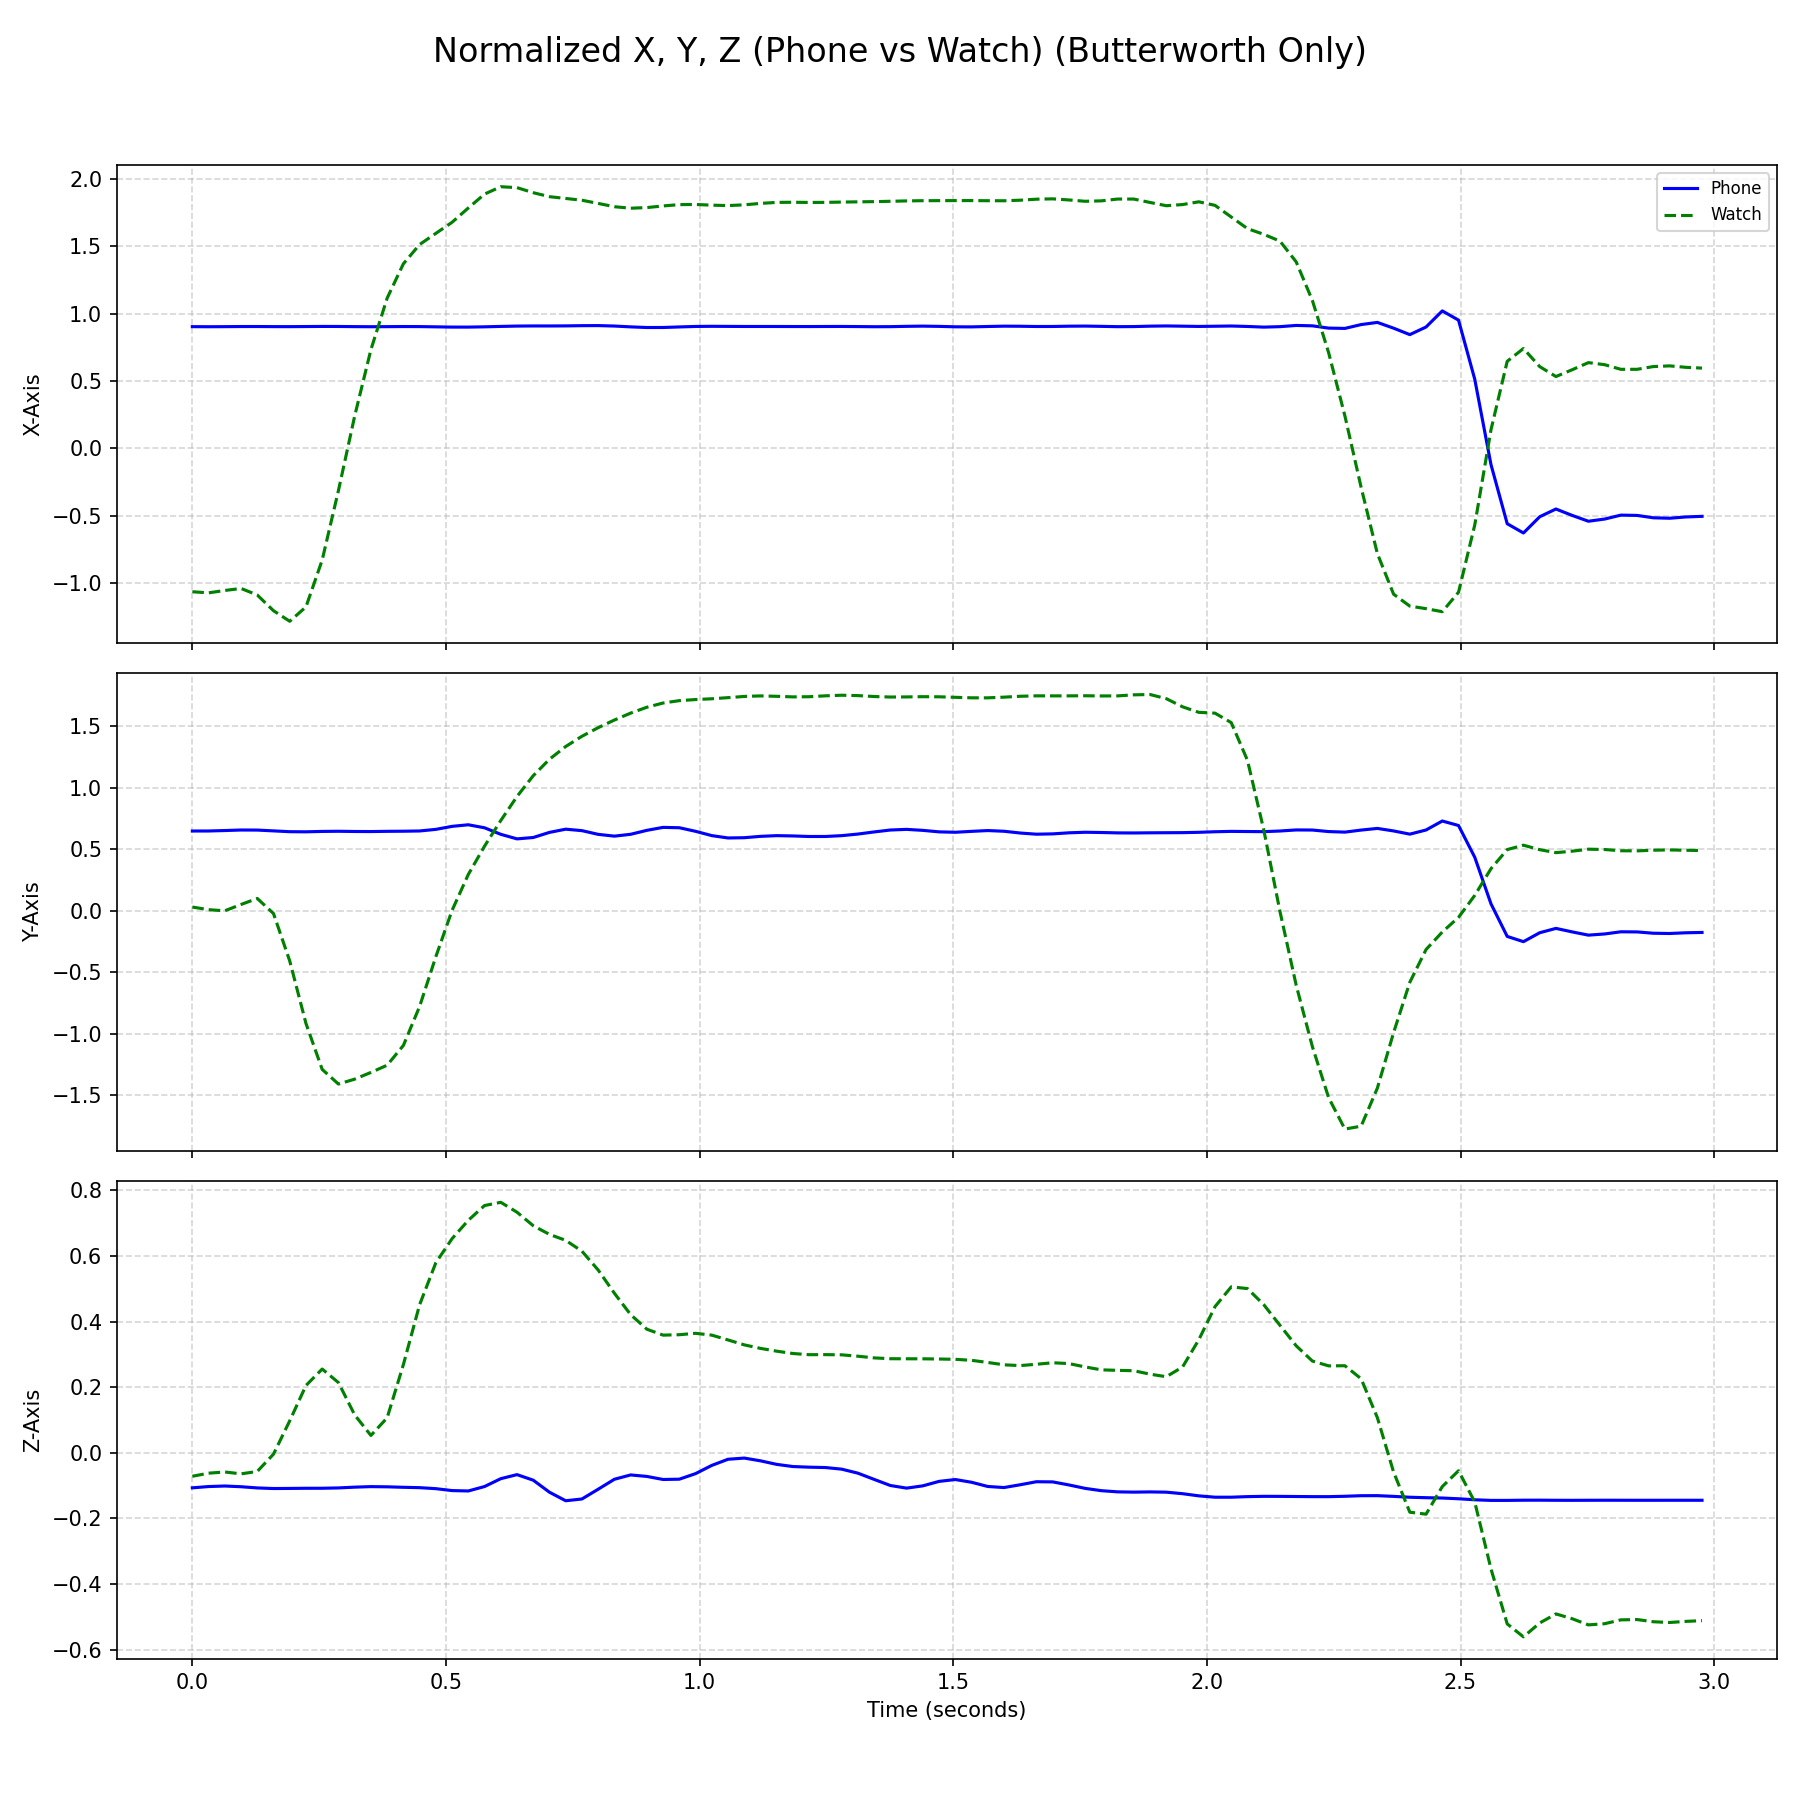 Normalized X, Y, Z (Phone vs Watch) (Butterworth Only)
Phone
Watch
2.0
1.5
1.0
0.5
0.0
−0.5
−1.0
X-Axis
1.5
1.0
0.5
0.0
−0.5
−1.0
−1.5
Y-Axis
0.8
0.6
0.4
0.2
0.0
−0.2
−0.4
−0.6
Z-Axis
0.0 0.5 1.0 1.5 2.0 2.5 3.0
Time (seconds)